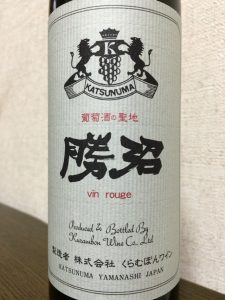 K
KATSUNUMA
葡萄酒の聖地
勝沼
vin rouge
Produced & Bottled By
Kurambon Wine Co., Ltd.
製造者 株式会社 くらむぼんワイン
KATSUNUMA YAMANASHI JAPAN